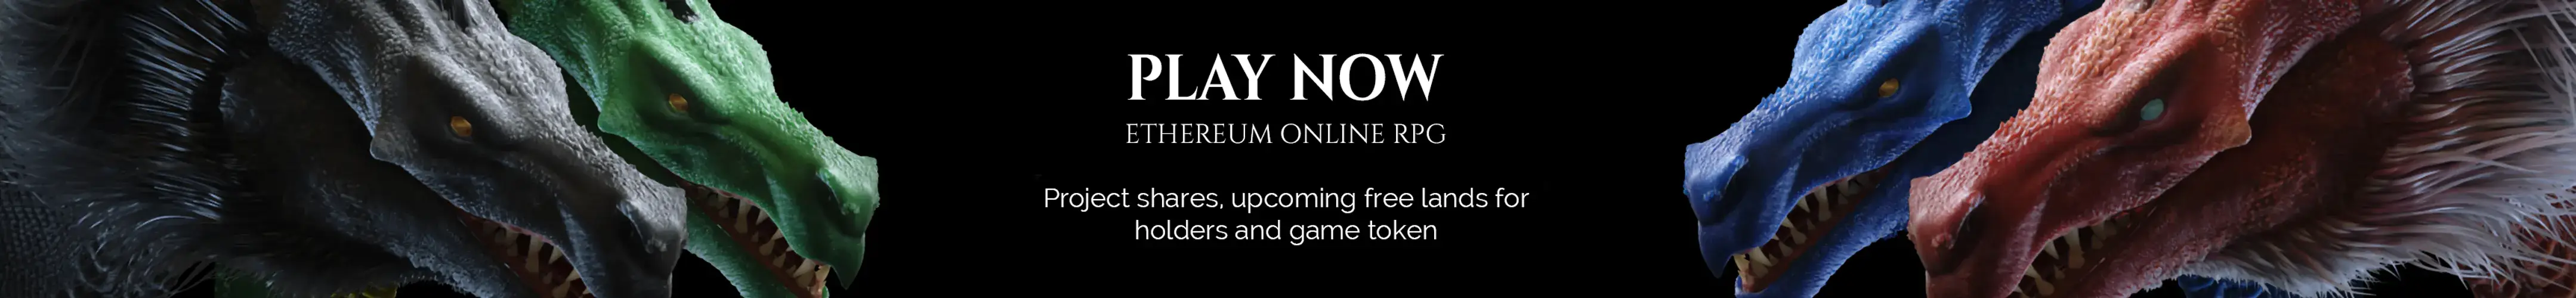 PLAY NOW
ETHEREUM ONLINE RPG
Project shares, upcoming free lands for
holders and game token